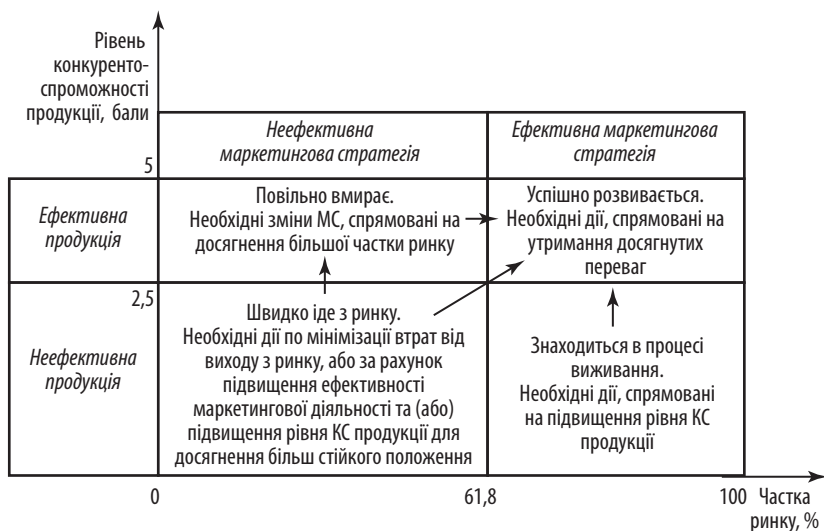 Рівень
конкуренто-
спроможності
продукції, бали
Неефективна
маркетингова стратегія
Ефективна маркетингова
стратегія
5
Ефективна
продукція
Повільно вмирає.
Необхідні зміни МС, спрямовані на
досягнення більшої частки ринку
Успішно розвивається.
Необхідні дії, спрямовані на
утримання досягнутих
переваг
2,5
Неефективна
продукція
Швидко іде з ринку.
Необхідні дії по мінімізації втрат від
виходу з ринку, або за рахунок
підвищення ефективності
маркетингової діяльності та (або)
підвищення рівня КС продукції для
досягнення більш стійкого положення
Знаходиться в процесі
виживання.
Необхідні дії, спрямовані
на підвищення рівня КС
продукції
0
61,8
100
Частка
ринку, %